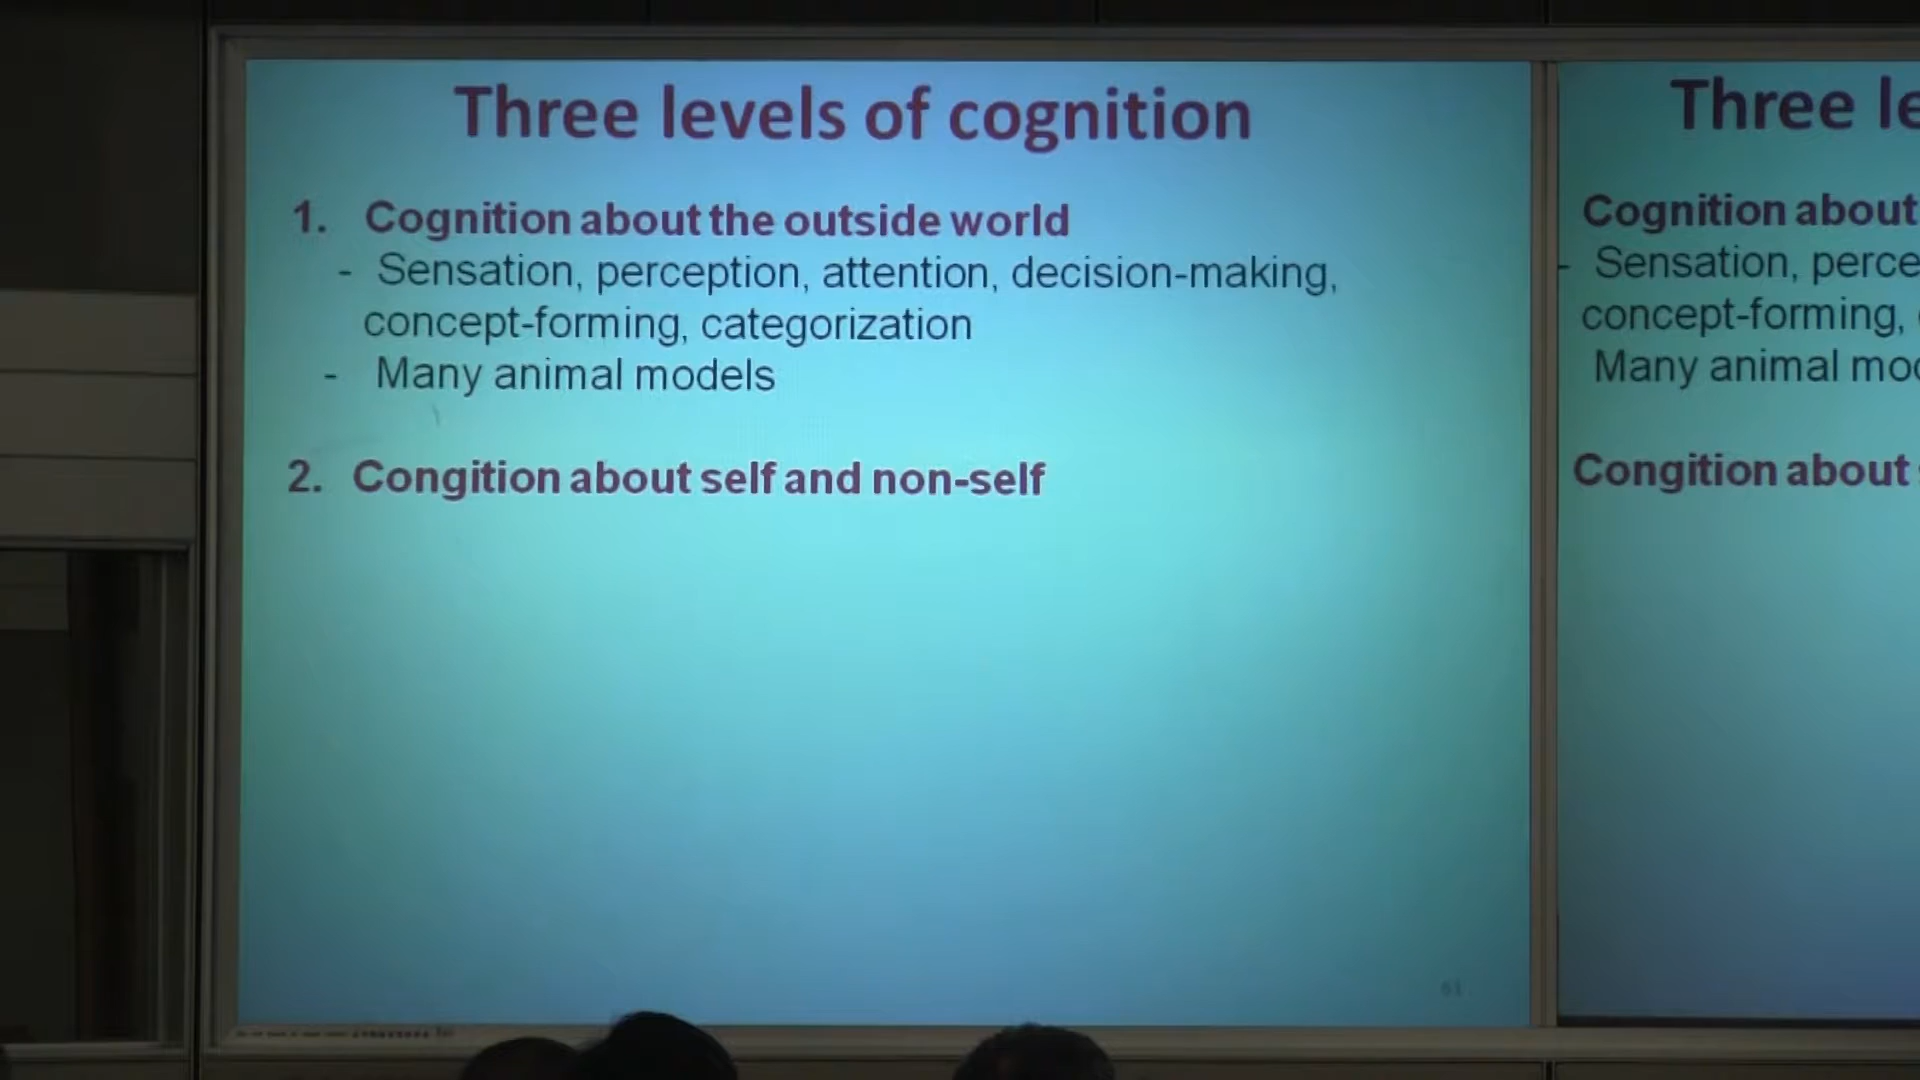 Three levels of cognition
1. Cognition about the outside world
- Sensation, perception, attention, decision-making,
concept-forming, categorization
- Many animal models
2. Congition about self and non-self
Three le
Cognition about
- Sensation, perce
concept-forming,
Many animal mo
Congition about